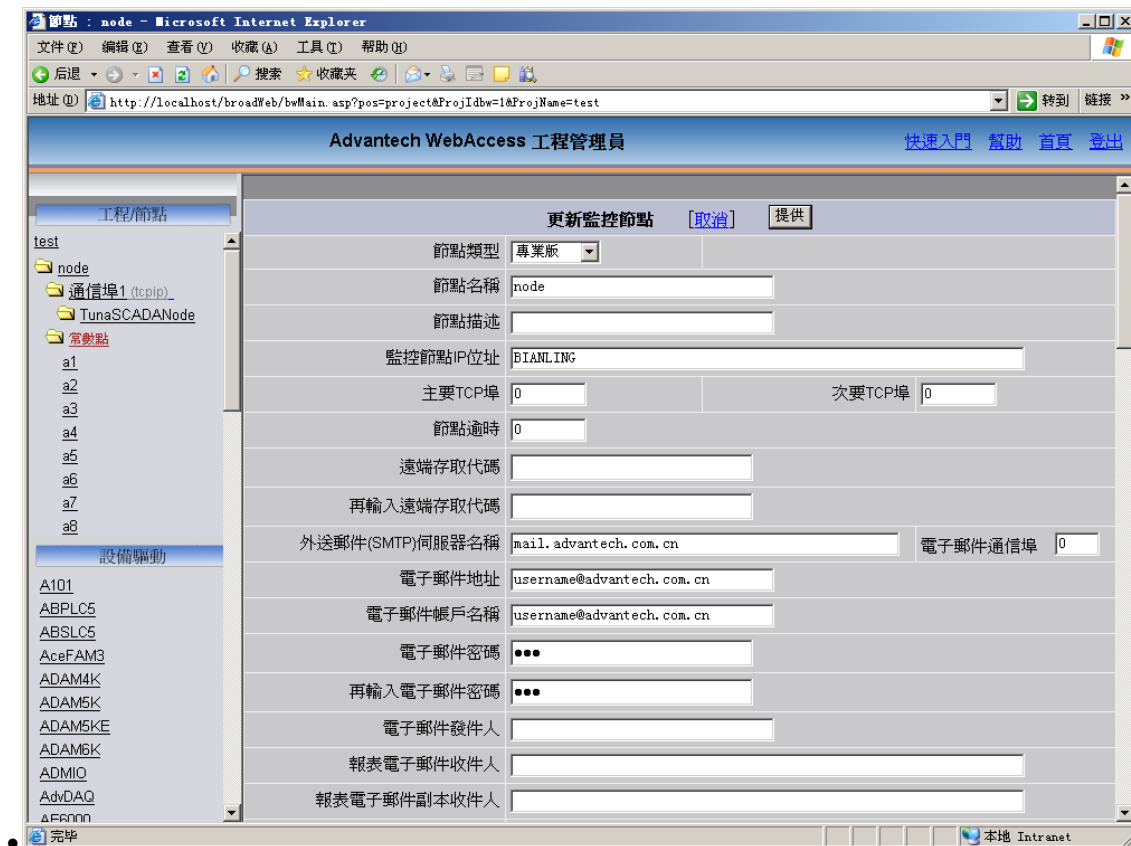 節點 : node - Microsoft Internet Explorer
文件(F) 编辑(E) 查看(V) 收藏(A) 工具(T) 帮助(H)
后退 搜索 收藏夹
地址(D) http://localhost/broadWeb/bwMain.asp?pos=project&ProjIdbw=1&ProjName=test 转到 链接 »
Advantech WebAccess 工程管理員 快速入門 幫助 首頁 登出
工程/節點
test
node
通信埠1 (tcpip)
TunaSCADANode
常數點
a1
a2
a3
a4
a5
a6
a7
a8
設備驅動
A101
ABPLC5
ABSLC5
AceFAM3
ADAM4K
ADAM5K
ADAM5KE
ADAM6K
ADMIO
AdvDAQ
AE6000
更新監控節點 [取消] 提供
節點類型 專業版
節點名稱 node
節點描述
監控節點IP位址 BIANLING
主要TCP埠 0 次要TCP埠 0
節點逾時 0
遠端存取代碼
再輸入遠端存取代碼
外送郵件(SMTP)伺服器名稱 mail.advantech.com.cn 電子郵件通信埠 0
電子郵件地址 username@advantech.com.cn
電子郵件帳戶名稱 username@advantech.com.cn
電子郵件密碼 ●●●
再輸入電子郵件密碼 ●●●
電子郵件發件人
報表電子郵件收件人
報表電子郵件副本收件人
完毕 本地 Intranet